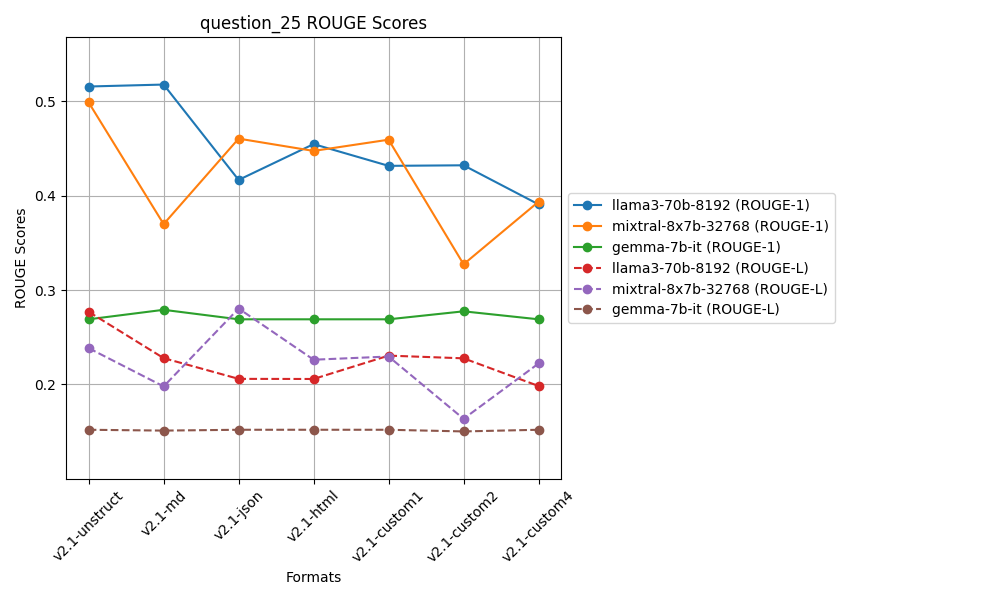 question_25 ROUGE Scores
ROUGE Scores
0.5
0.4
0.3
0.2
v2.1-unstruct
v2.1-md
v2.1-json
v2.1-html
v2.1-custom1
v2.1-custom2
v2.1-custom4
Formats
llama3-70b-8192 (ROUGE-1)
mixtral-8x7b-32768 (ROUGE-1)
gemma-7b-it (ROUGE-1)
llama3-70b-8192 (ROUGE-L)
mixtral-8x7b-32768 (ROUGE-L)
gemma-7b-it (ROUGE-L)